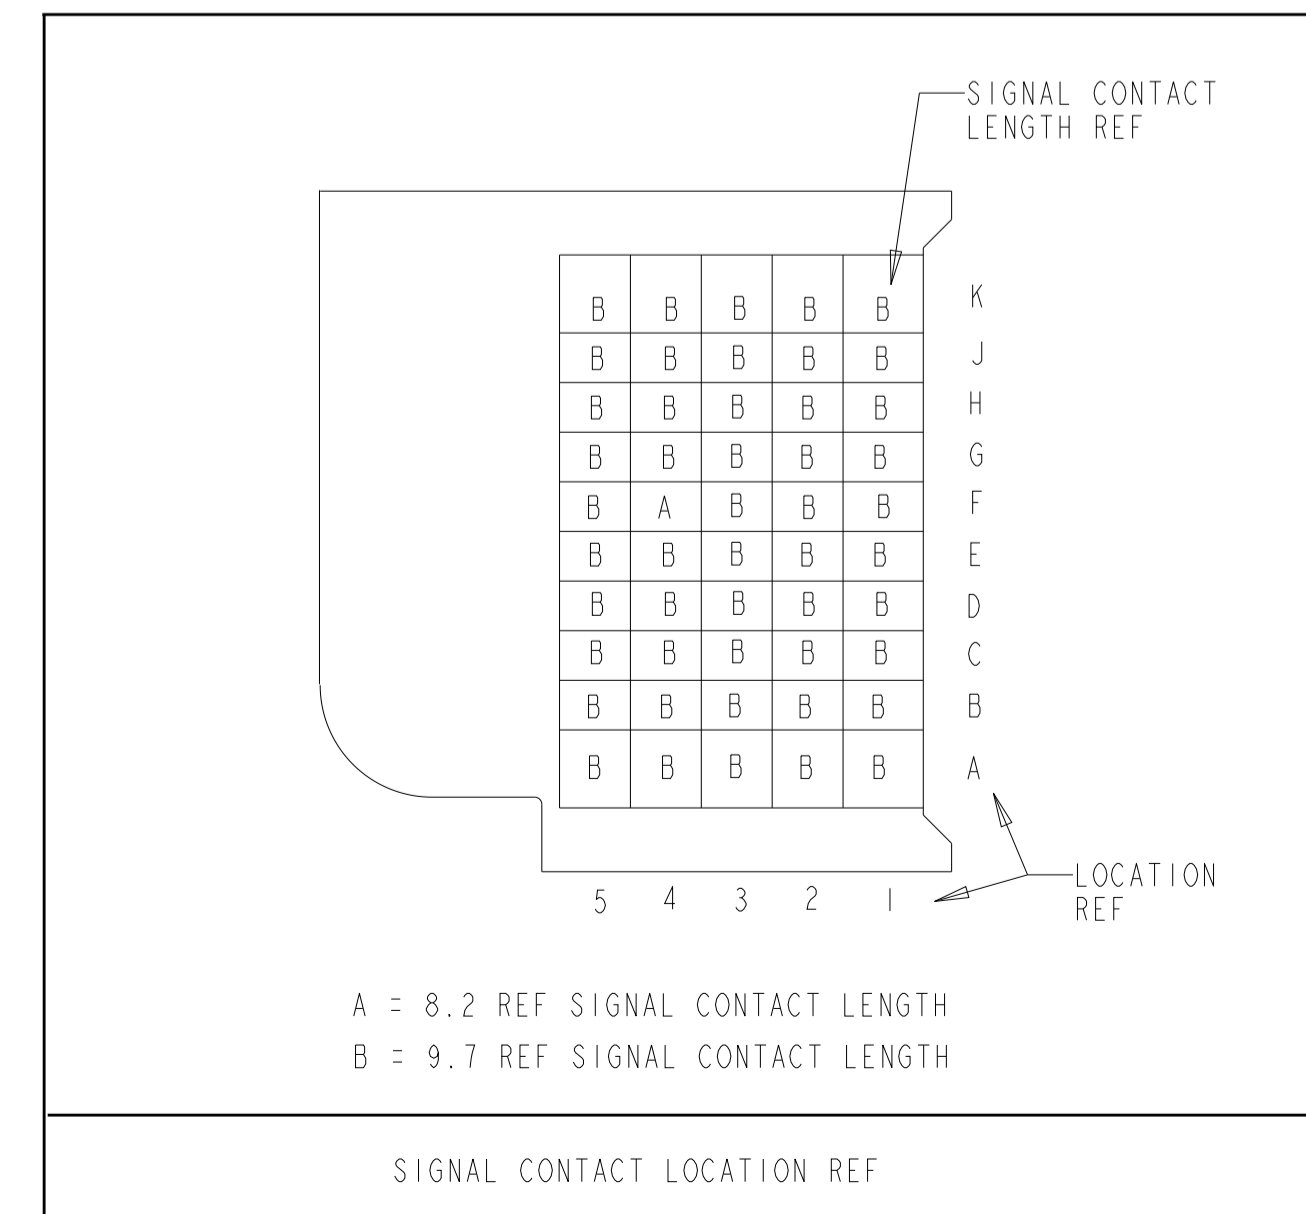 SIGNAL CONTACT
LENGTH REF
B B B B B K
B B B B B J
B B B B B H
B B B B B G
B A B B B F
B B B B B E
B B B B B D
B B B B B C
B B B B B B
B B B B B A
LOCATION
REF
5 4 3 2 1
A = 8.2 REF SIGNAL CONTACT LENGTH
B = 9.7 REF SIGNAL CONTACT LENGTH
SIGNAL CONTACT LOCATION REF